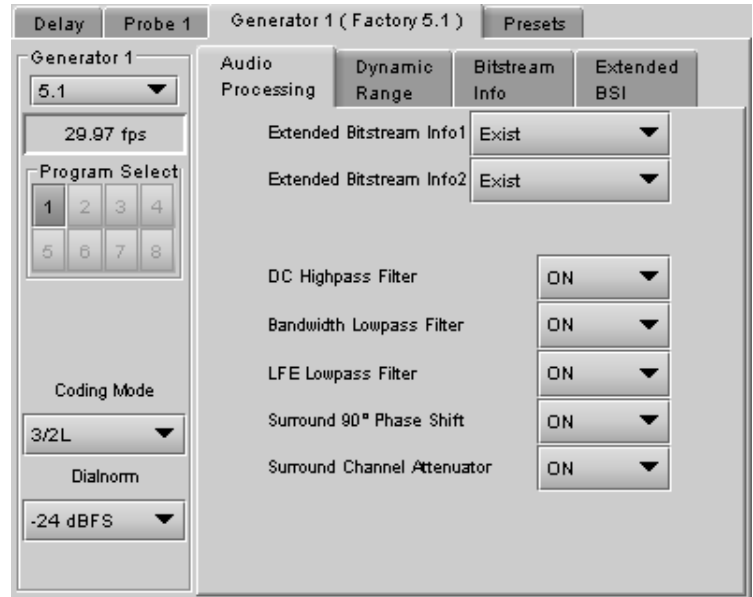 Delay
Probe 1
Generator 1 ( Factory 5.1 )
Presets
Generator 1
5.1
29.97 fps
Program Select
1 2 3 4
5 6 7 8
Coding Mode
3/2L
Dialnorm
-24 dBFS
Audio
Processing
Dynamic
Range
Bitstream
Info
Extended
BSI
Extended Bitstream Info1 Exist
Extended Bitstream Info2 Exist
DC Highpass Filter ON
Bandwidth Lowpass Filter ON
LFE Lowpass Filter ON
Surround 90° Phase Shift ON
Surround Channel Attenuator ON